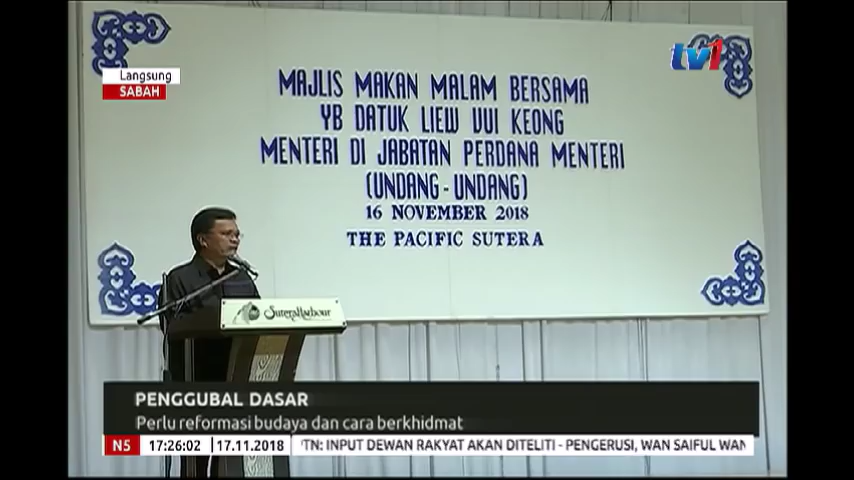 Langsung
SABAH
tv1
MAJLIS MAKAN MALAM BERSAMA
YB DATUK LIEW VUI KEONG
MENTERI DI JABATAN PERDANA MENTERI
(UNDANG-UNDANG)
16 NOVEMBER 2018
THE PACIFIC SUTERA
SuteraHarbour
PENGGUBAL DASAR
Perlu reformasi budaya dan cara berkhidmat
N5 17:26:02 17.11.2018 TN: INPUT DEWAN RAKYAT AKAN DITELITI - PENGERUSI, WAN SAIFUL WAN